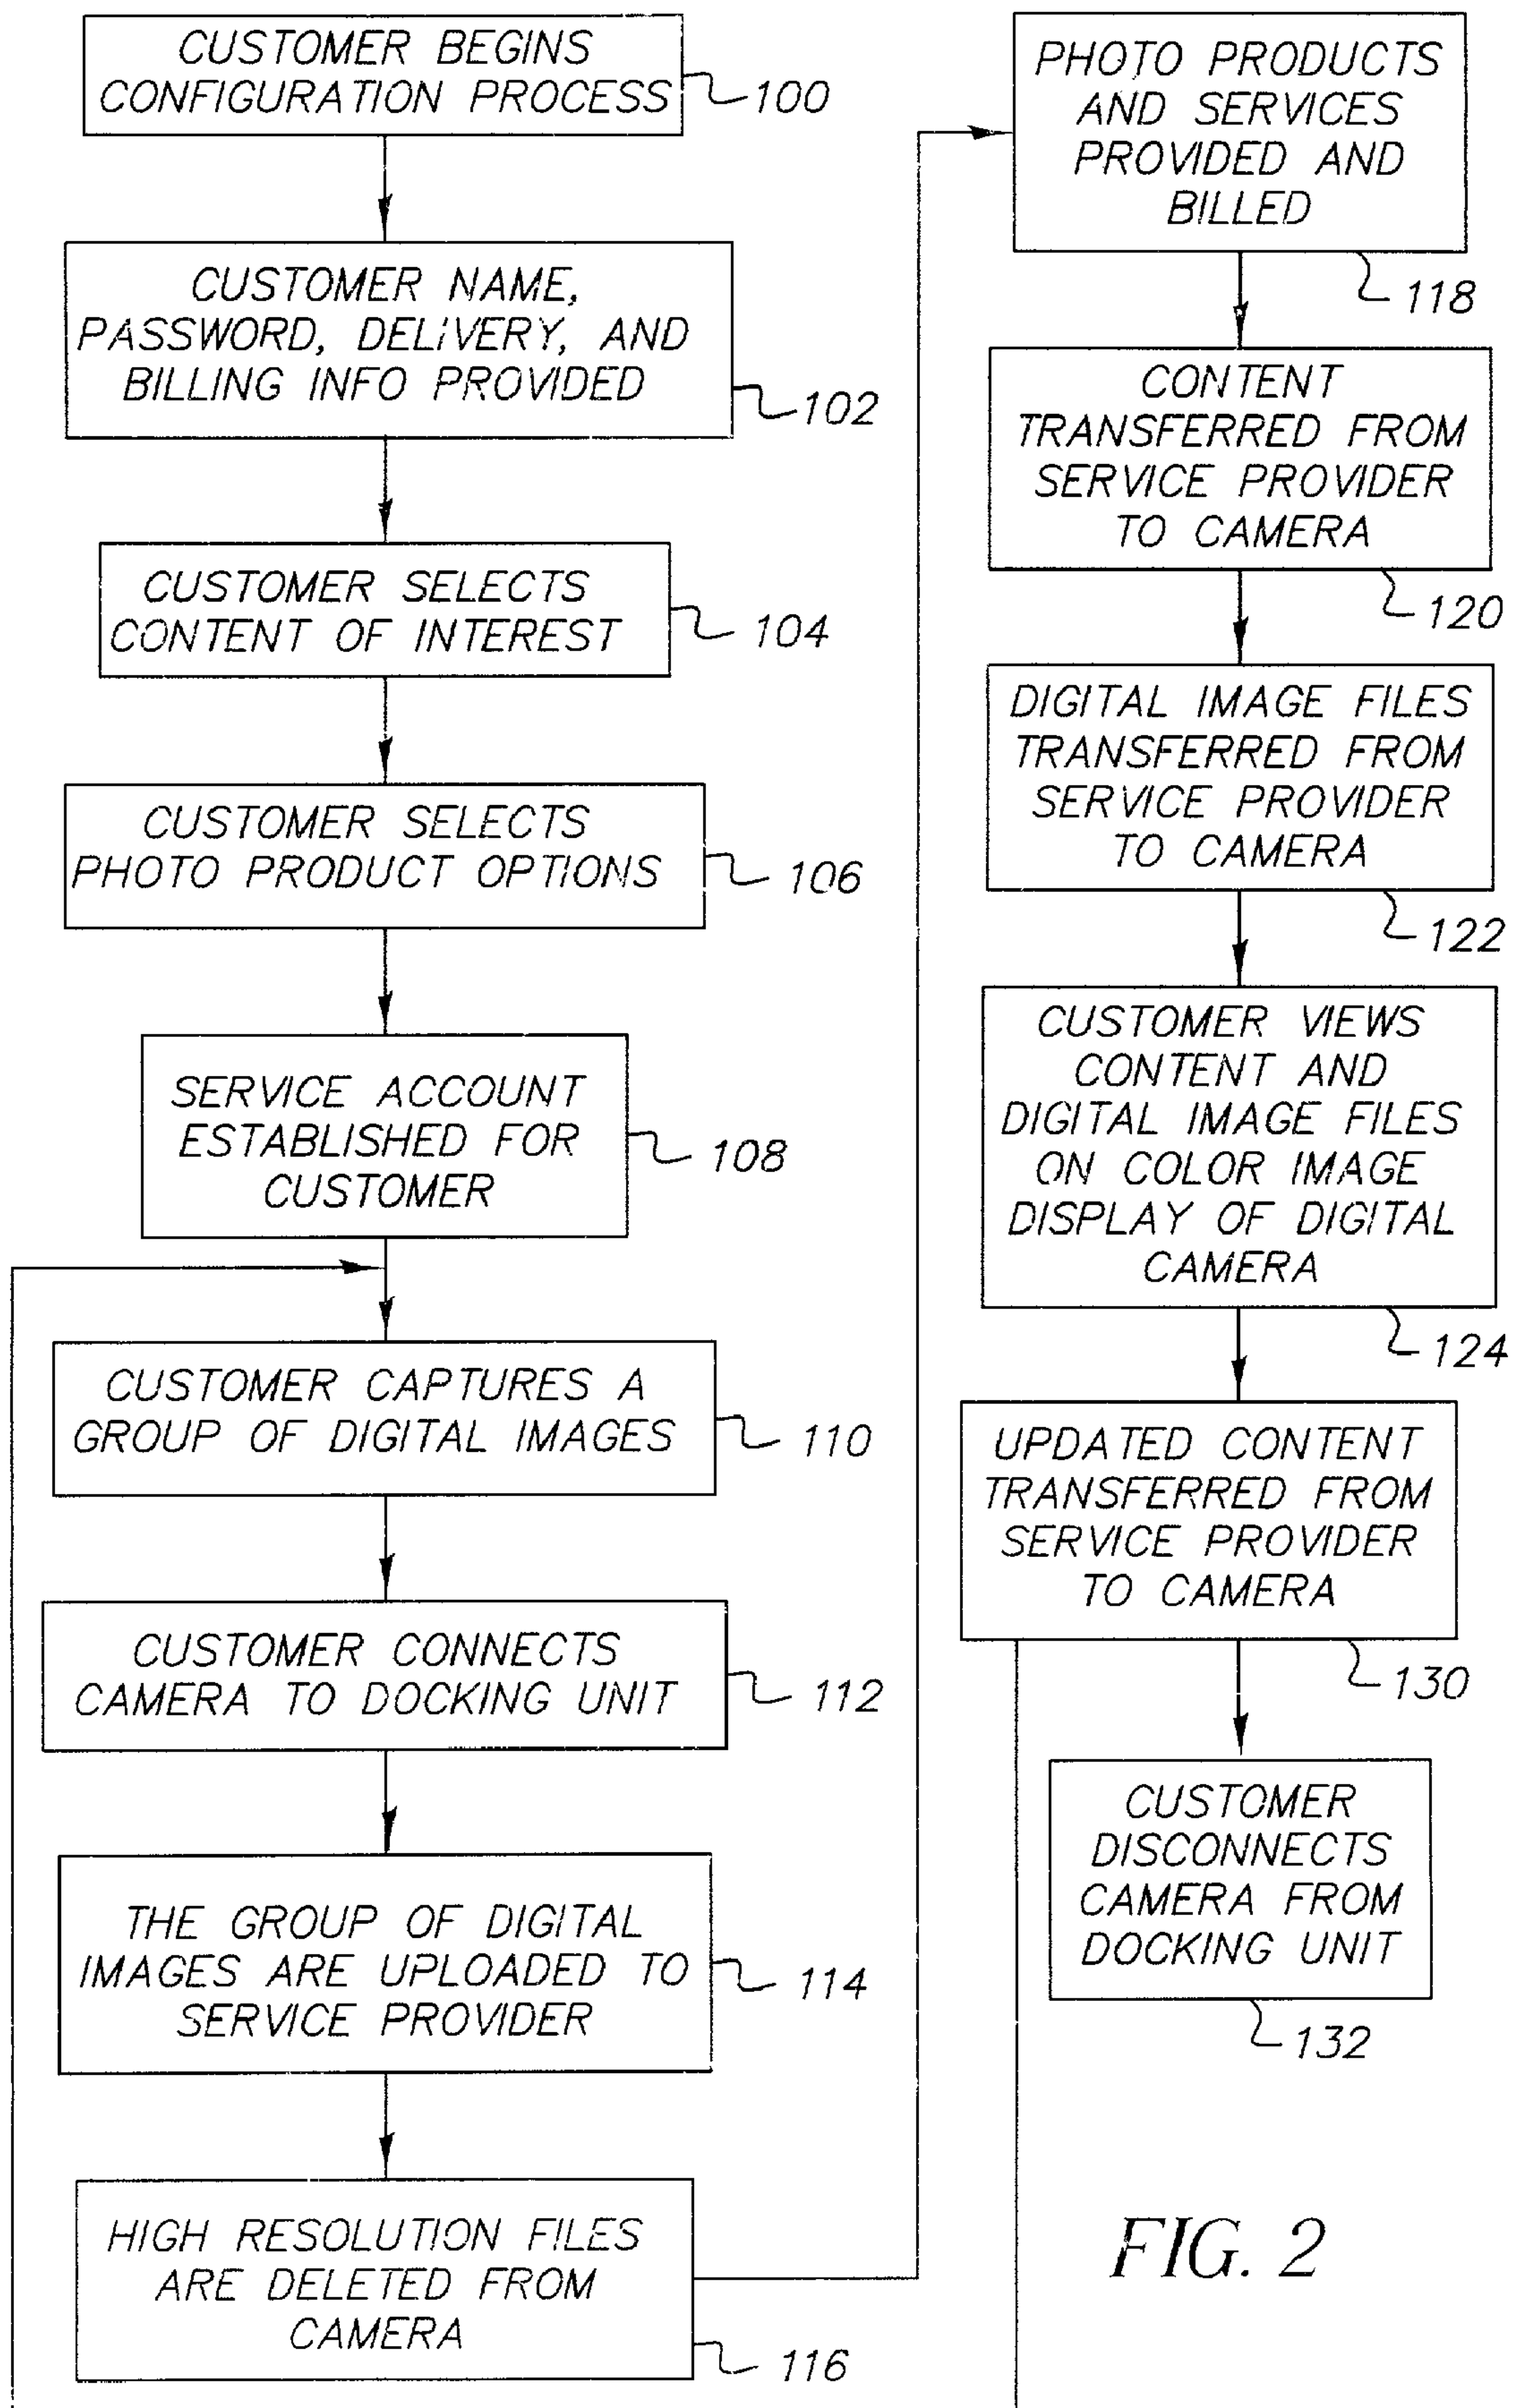 CUSTOMER BEGINS
CONFIGURATION PROCESS
100
CUSTOMER NAME,
PASSWORD, DELIVERY, AND
BILLING INFO PROVIDED
102
CUSTOMER SELECTS
CONTENT OF INTEREST
104
CUSTOMER SELECTS
PHOTO PRODUCT OPTIONS
106
SERVICE ACCOUNT
ESTABLISHED FOR
CUSTOMER
108
CUSTOMER CAPTURES A
GROUP OF DIGITAL IMAGES
110
CUSTOMER CONNECTS
CAMERA TO DOCKING UNIT
112
THE GROUP OF DIGITAL
IMAGES ARE UPLOADED TO
SERVICE PROVIDER
114
HIGH RESOLUTION FILES
ARE DELETED FROM
CAMERA
116
PHOTO PRODUCTS
AND SERVICES
PROVIDED AND
BILLED
118
CONTENT
TRANSFERRED FROM
SERVICE PROVIDER
TO CAMERA
120
DIGITAL IMAGE FILES
TRANSFERRED FROM
SERVICE PROVIDER
TO CAMERA
122
CUSTOMER VIEWS
CONTENT AND
DIGITAL IMAGE FILES
ON COLOR IMAGE
DISPLAY OF DIGITAL
CAMERA
124
UPDATED CONTENT
TRANSFERRED FROM
SERVICE PROVIDER
TO CAMERA
130
CUSTOMER
DISCONNECTS
CAMERA FROM
DOCKING UNIT
132
FIG. 2